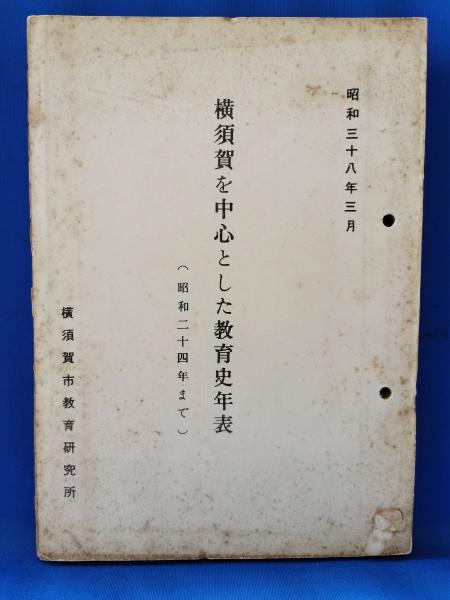 昭和三十八年三月
横須賀を中心とした教育史年表
（昭和二十四年まで）
横須賀市教育研究所